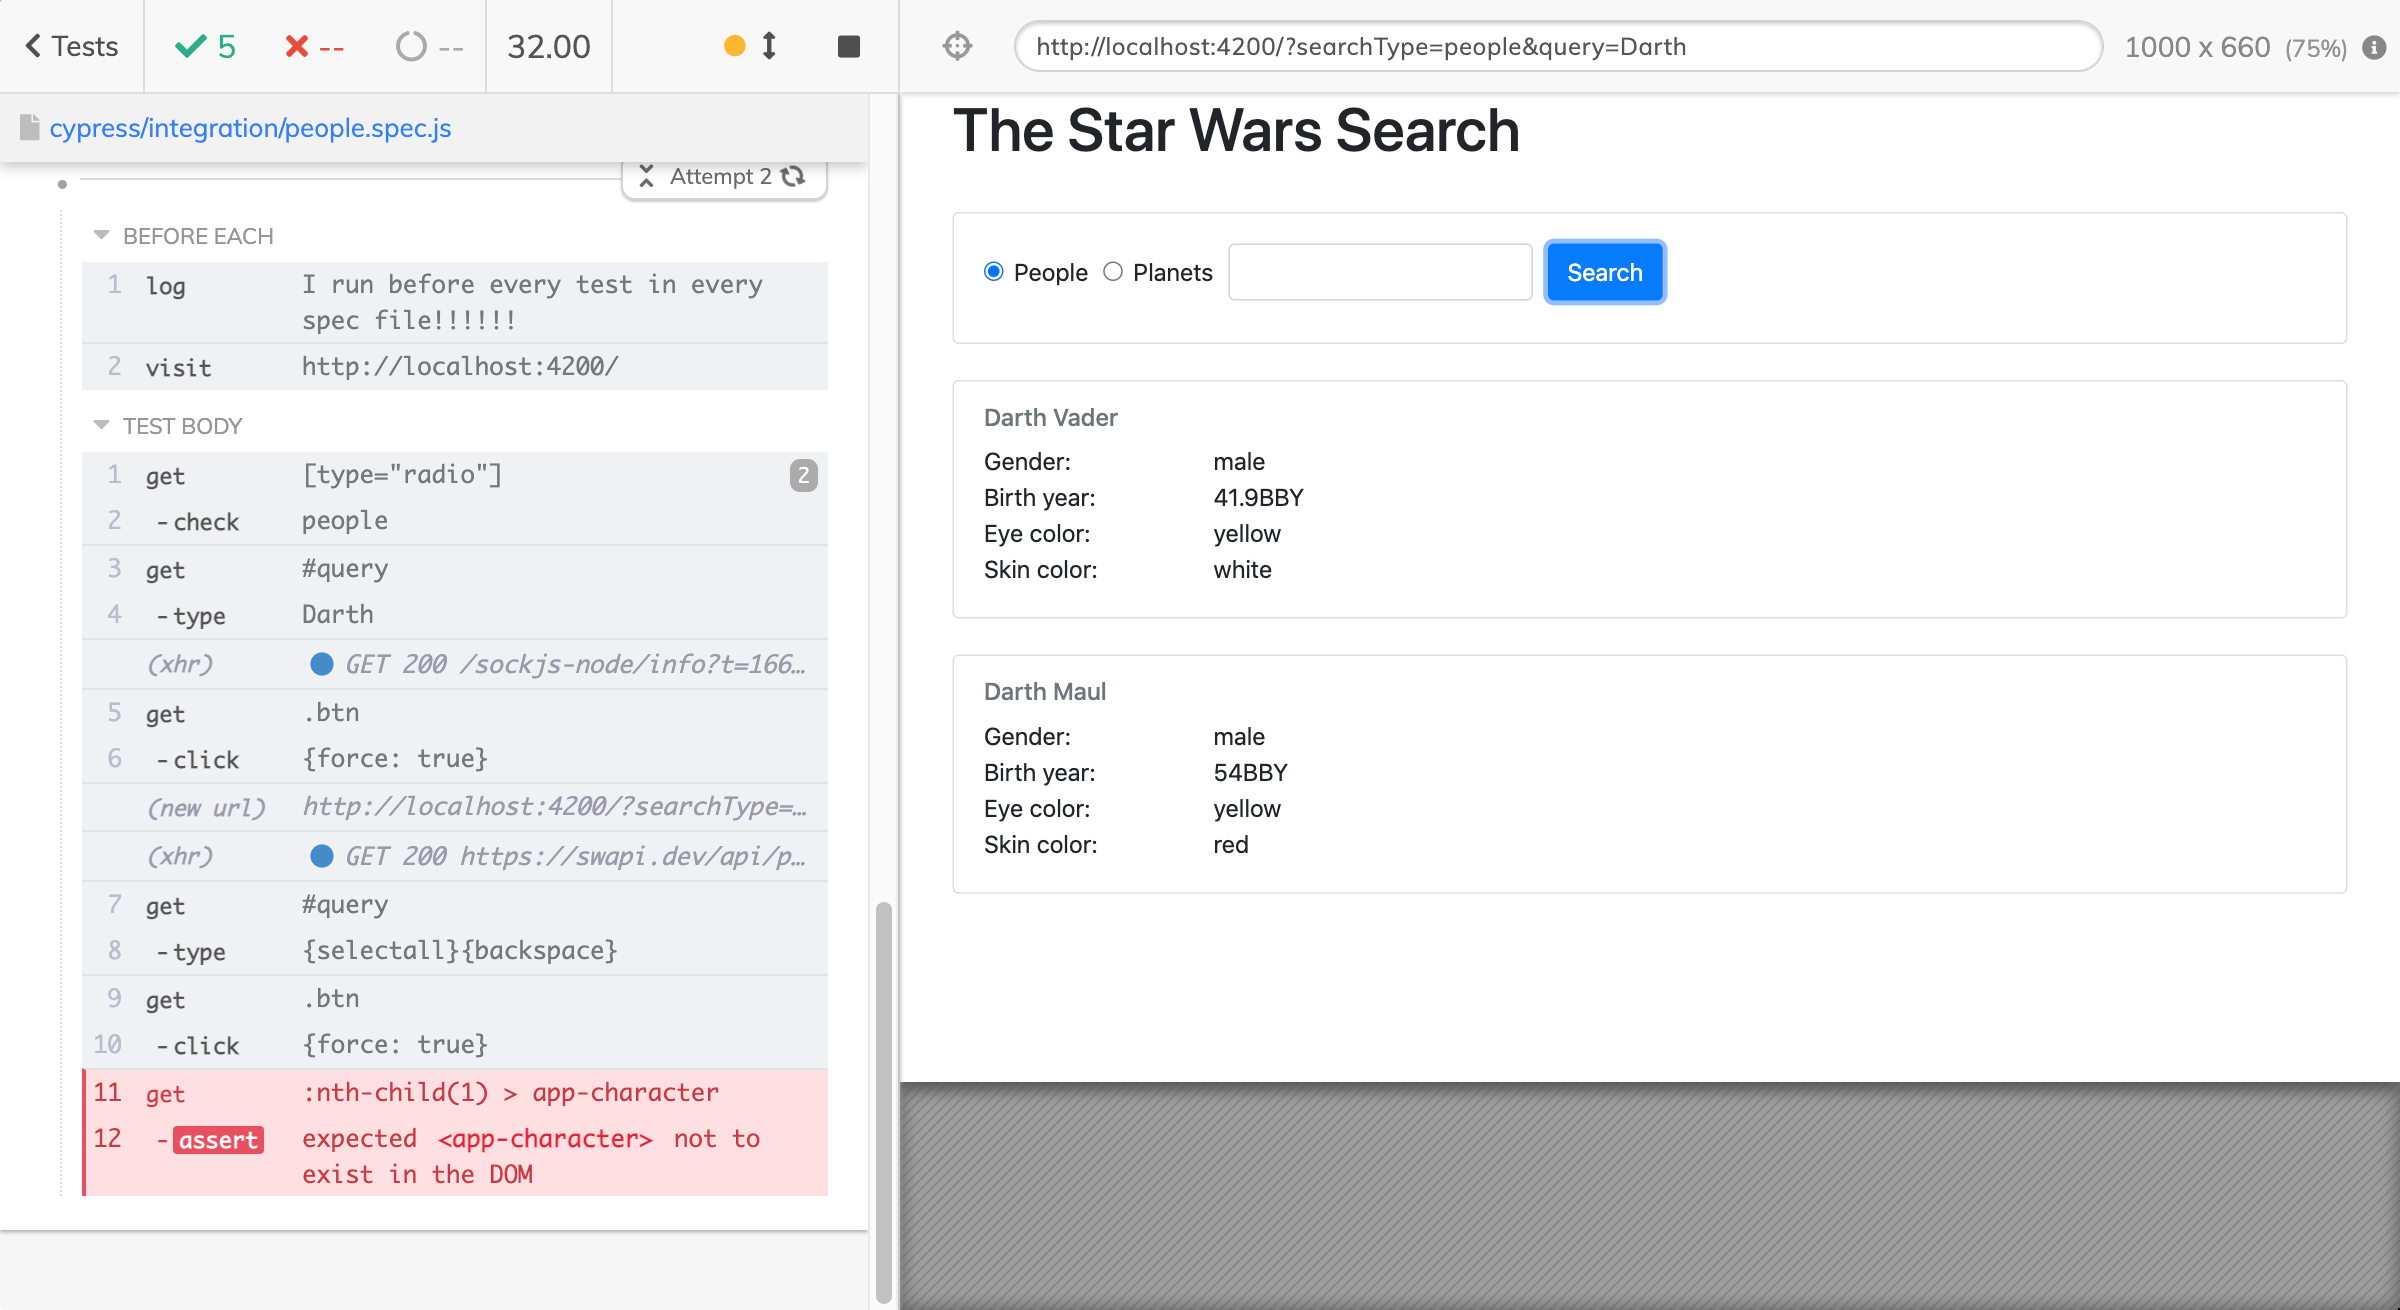 Tests
5
--
--
32.00
http://localhost:4200/?searchType=people&query=Darth
1000 x 660 (75%)
cypress/integration/people.spec.js
Attempt 2
BEFORE EACH
1 log I run before every test in every
spec file!!!!!!
2 visit http://localhost:4200/
TEST BODY
1 get [type="radio"] 2
2 -check people
3 get #query
4 -type Darth
(xhr) GET 200 /sockjs-node/info?t=166…
5 get .btn
6 -click {force: true}
(new url) http://localhost:4200/?searchType=…
(xhr) GET 200 https://swapi.dev/api/p…
7 get #query
8 -type {selectall}{backspace}
9 get .btn
10 -click {force: true}
11 get :nth-child(1) > app-character
12 -assert expected <app-character> not to
exist in the DOM
The Star Wars Search
People Planets Search
Darth Vader
Gender: male
Birth year: 41.9BBY
Eye color: yellow
Skin color: white
Darth Maul
Gender: male
Birth year: 54BBY
Eye color: yellow
Skin color: red